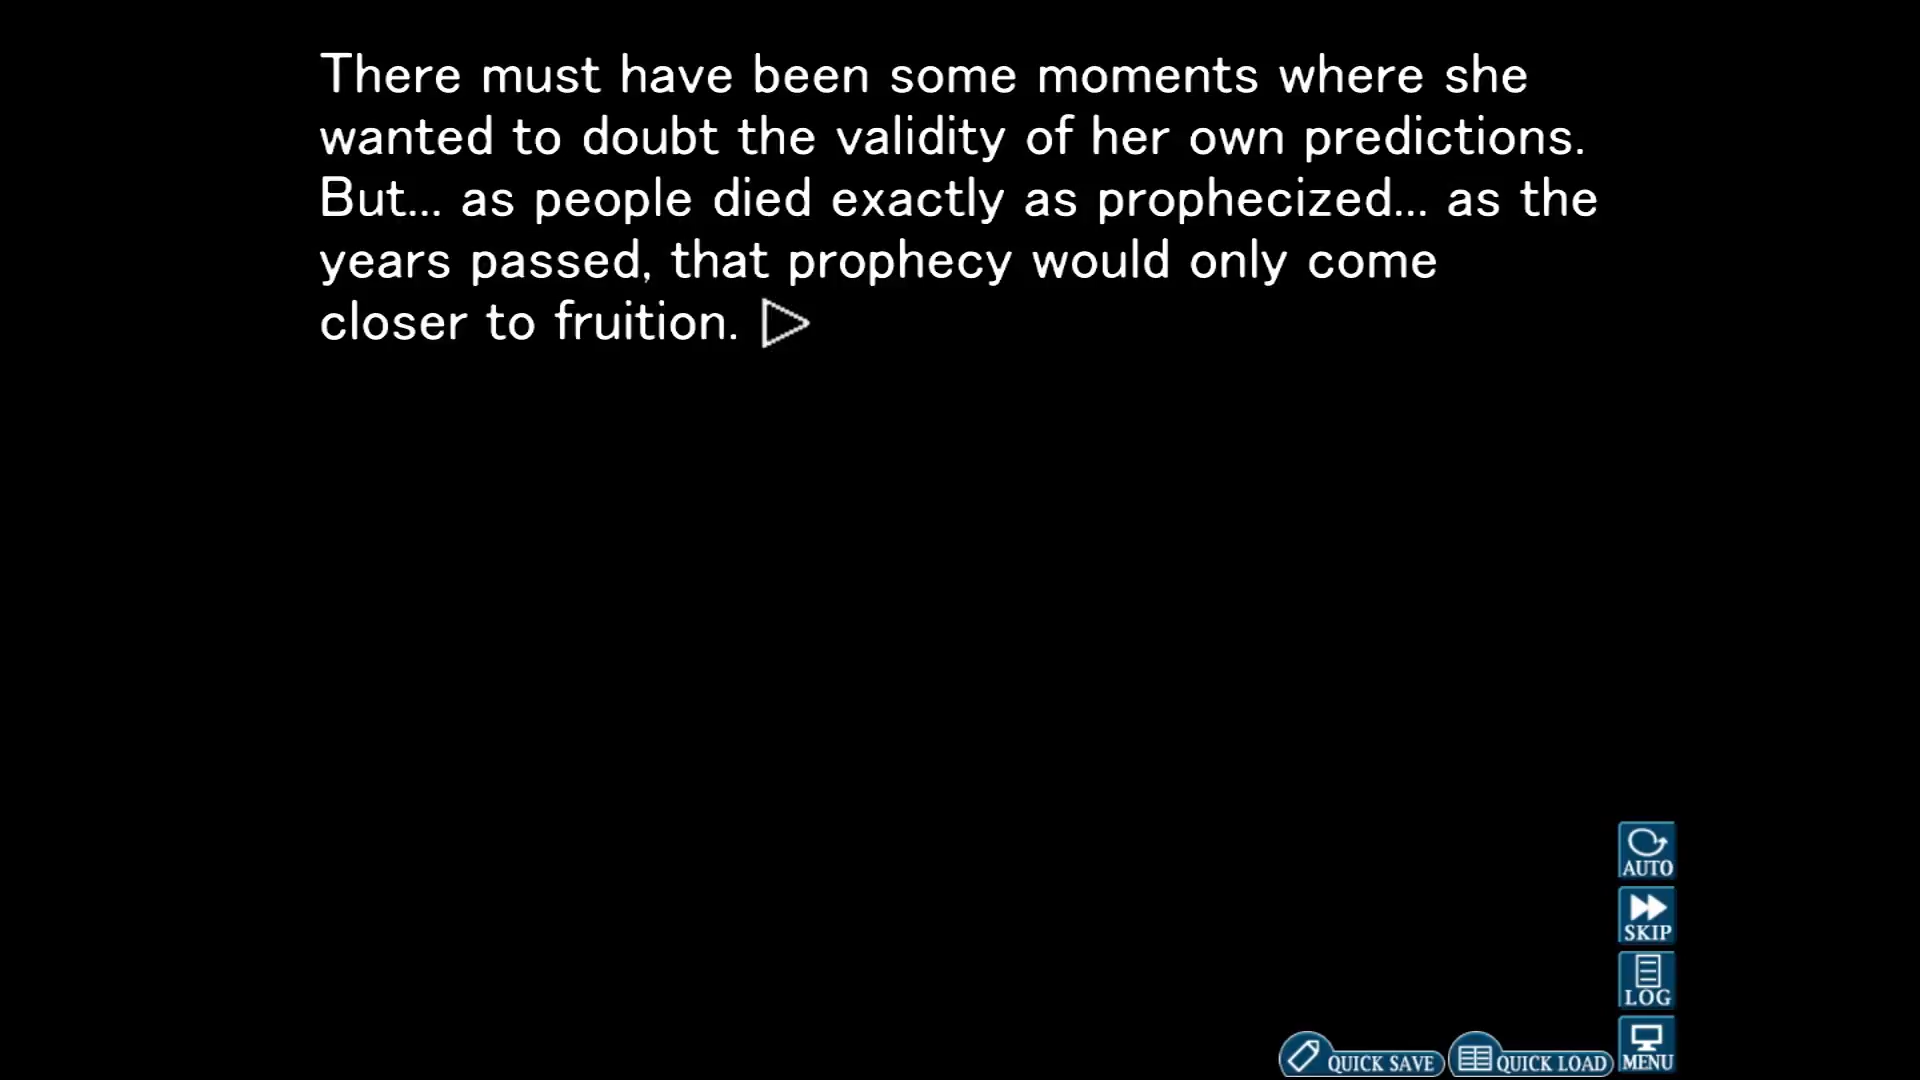 There must have been some moments where she
wanted to doubt the validity of her own predictions.
But... as people died exactly as prophecized... as the
years passed, that prophecy would only come
closer to fruition.
AUTO
SKIP
LOG
QUICK SAVE
QUICK LOAD
MENU